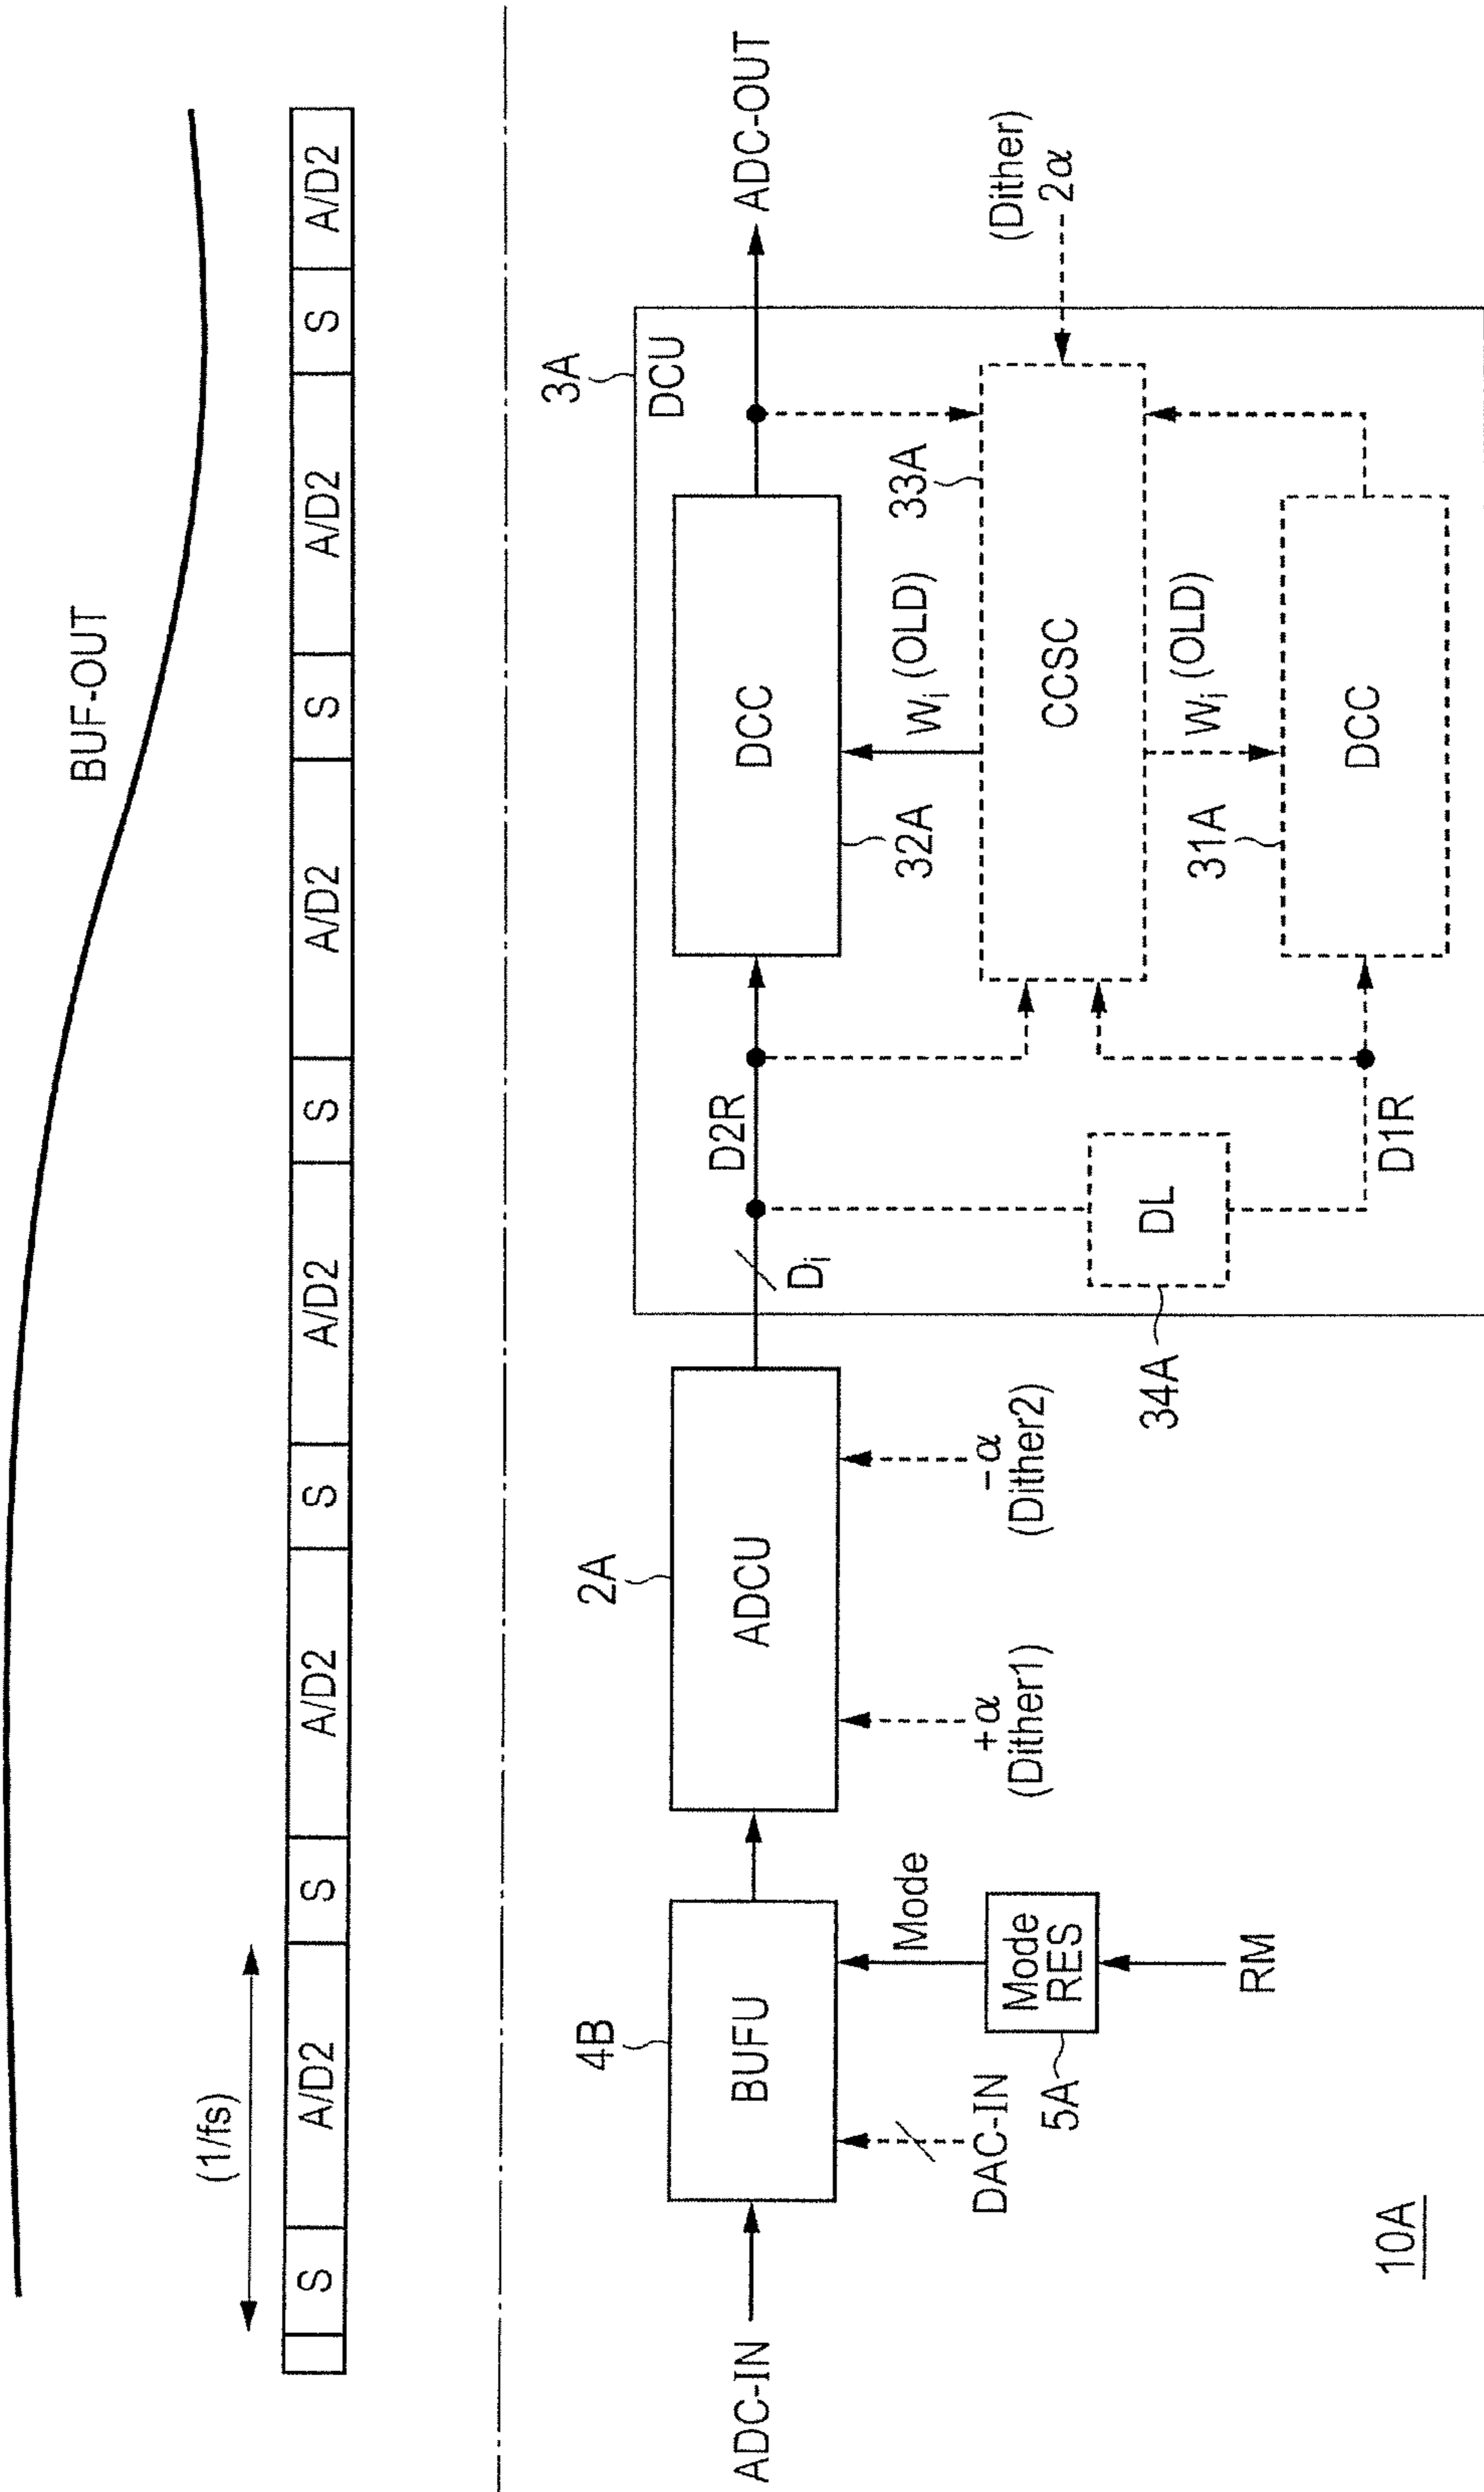 BUF-OUT
(1/fs)
S
A/D2
S
A/D2
S
A/D2
S
A/D2
S
A/D2
S
A/D2
ADC-IN
4B
BUFU
DAC-IN
Mode
Mode
RES
5A
RM
2A
ADCU
+α
(Dither1)
-α
(Dither2)
3A
DCU
Di
D2R
DCC
32A
Wi (OLD)
33A
CCSC
Wi (OLD)
31A
DCC
DL
34A
D1R
(Dither)
2α
ADC-OUT
10A